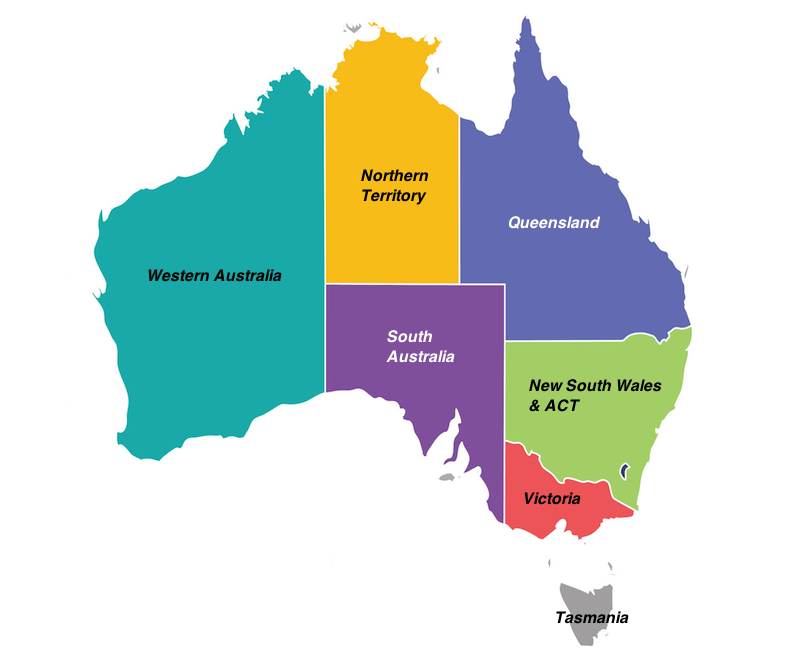 Northern
Territory
Queensland
Western Australia
South
Australia
New South Wales
& ACT
Victoria
Tasmania